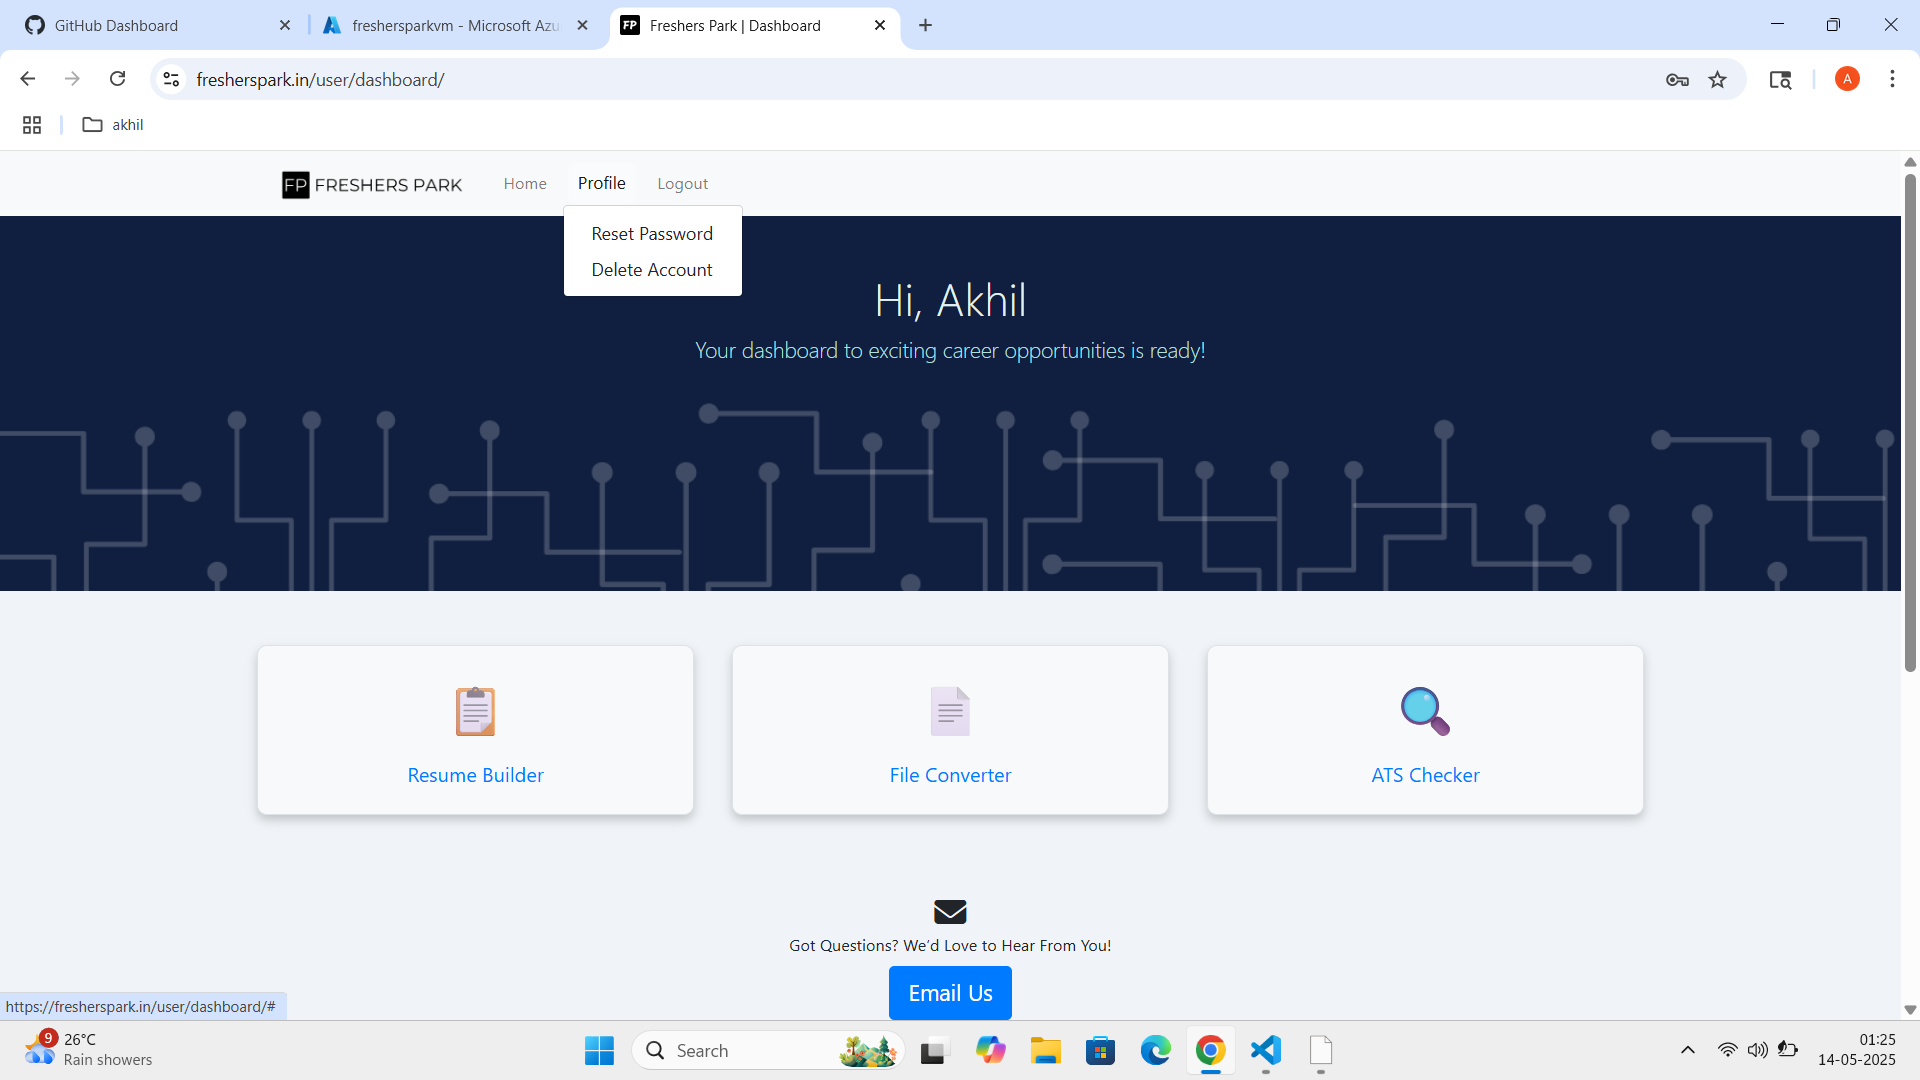 GitHub Dashboard
freshersparkvm - Microsoft Azu
FP
Freshers Park | Dashboard
fresherspark.in/user/dashboard/
A
akhil
FP FRESHERS PARK
Home
Profile
Logout
Reset Password
Delete Account
Hi, Akhil
Your dashboard to exciting career opportunities is ready!
Resume Builder
File Converter
ATS Checker
Got Questions? We’d Love to Hear From You!
Email Us
https://fresherspark.in/user/dashboard/#
9
26°C
Rain showers
Search
01:25
14-05-2025